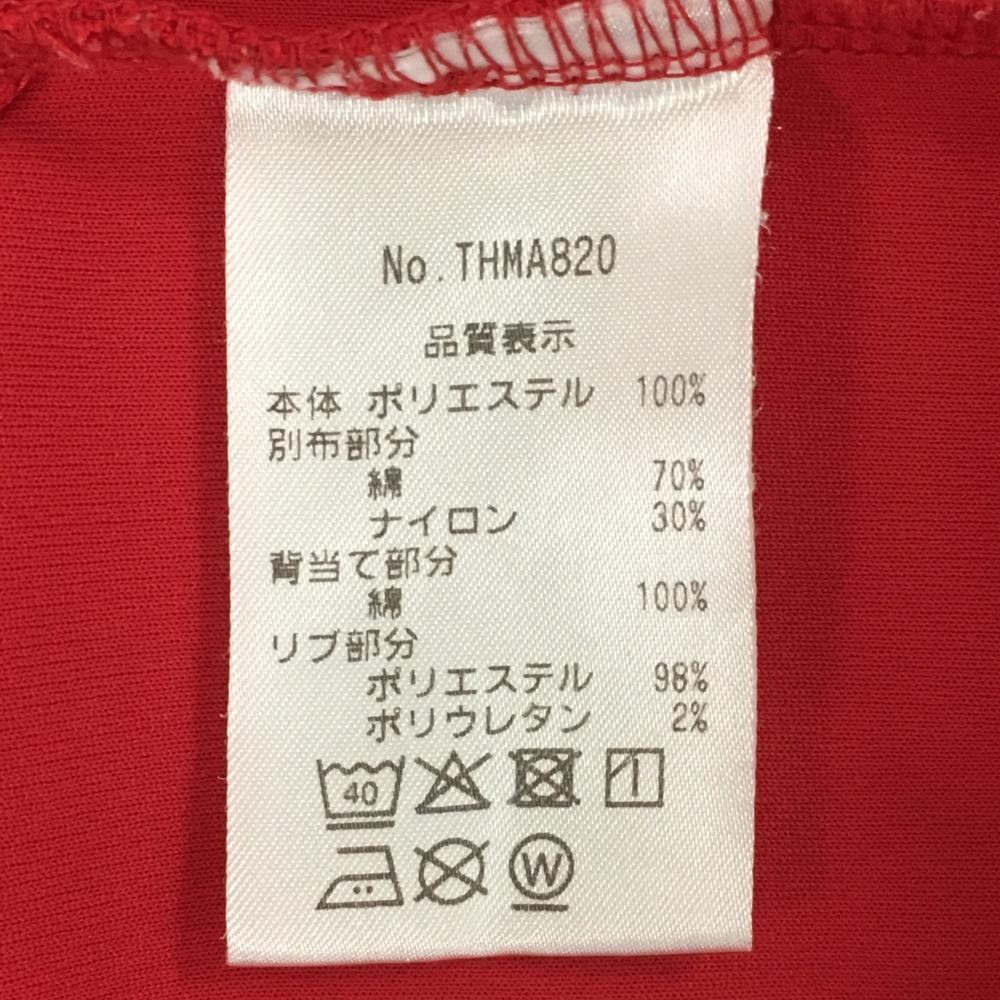 No.THMA820
品質表示
本体 ポリエステル 100%
別布部分
綿 70%
ナイロン 30%
背当て部分
綿 100%
リブ部分
ポリエステル 98%
ポリウレタン 2%
40
W